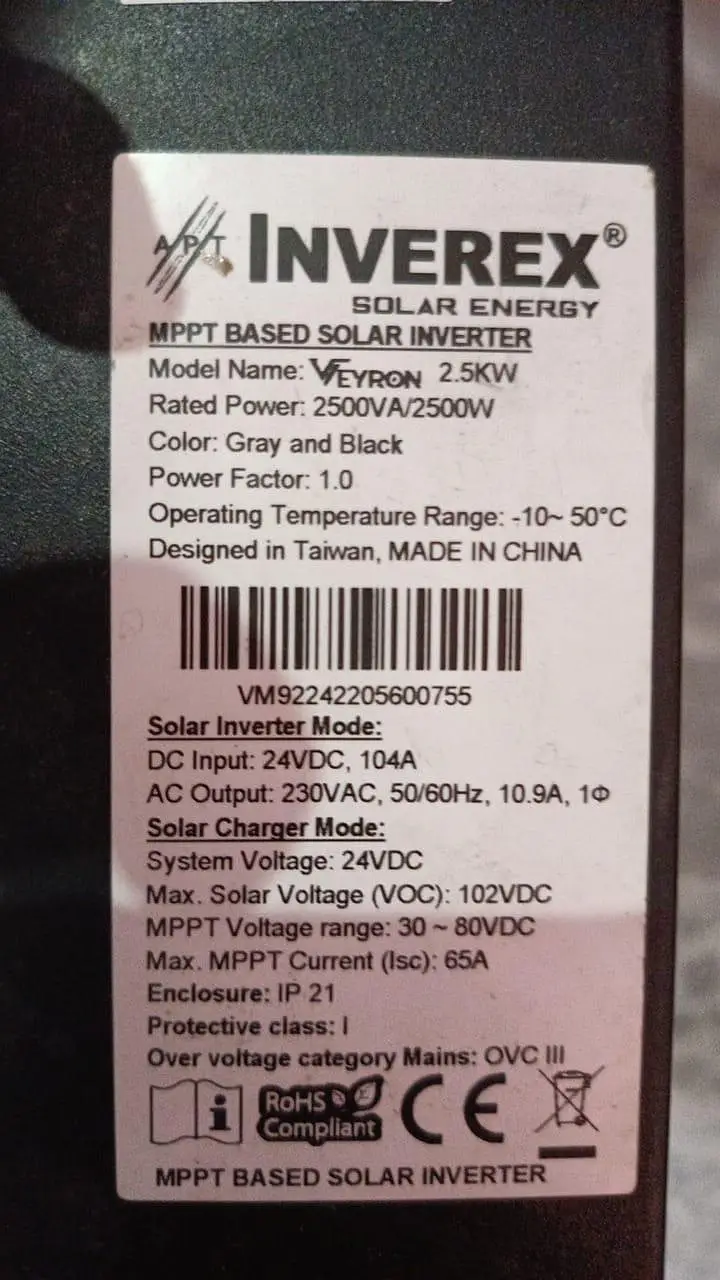 APT INVEREX®
SOLAR ENERGY
MPPT BASED SOLAR INVERTER
Model Name: VEYRON 2.5KW
Rated Power: 2500VA/2500W
Color: Gray and Black
Power Factor: 1.0
Operating Temperature Range: -10~ 50°C
Designed in Taiwan, MADE IN CHINA
VM92242205600755
Solar Inverter Mode:
DC Input: 24VDC, 104A
AC Output: 230VAC, 50/60Hz, 10.9A, 1Φ
Solar Charger Mode:
System Voltage: 24VDC
Max. Solar Voltage (VOC): 102VDC
MPPT Voltage range: 30 ~ 80VDC
Max. MPPT Current (Isc): 65A
Enclosure: IP 21
Protective class: I
Over voltage category Mains: OVC III
i RoHS CE
Compliant
MPPT BASED SOLAR INVERTER